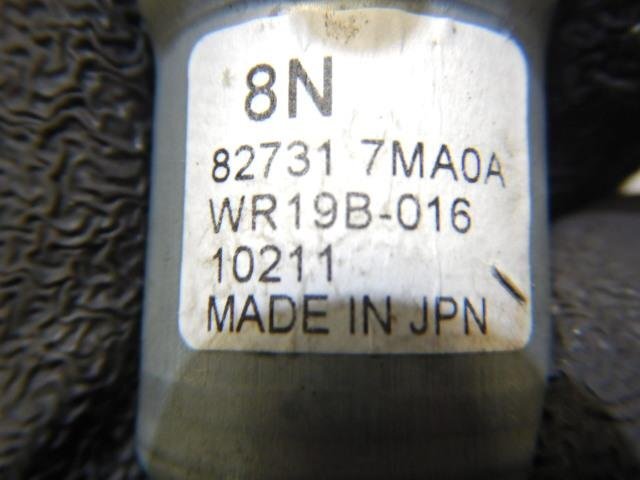 8N
82731 7MA0A
WR19B-016
10211
MADE IN JPN